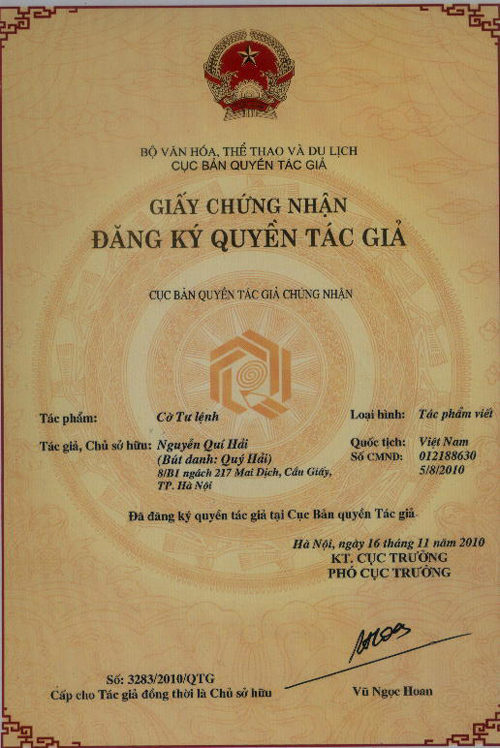 BỘ VĂN HÓA, THỂ THAO VÀ DU LỊCH
CỤC BẢN QUYỀN TÁC GIẢ
GIẤY CHỨNG NHẬN
ĐĂNG KÝ QUYỀN TÁC GIẢ
CỤC BẢN QUYỀN TÁC GIẢ CHỨNG NHẬN
Tác phẩm: Cờ Tư lệnh Loại hình: Tác phẩm viết
Tác giả, Chủ sở hữu: Nguyễn Quí Hải Quốc tịch: Việt Nam
(Bút danh: Quý Hải) Số CMND: 012188630
8/B1 ngách 217 Mai Dịch, Cầu Giấy, 5/8/2010
TP. Hà Nội
Đã đăng ký quyền tác giả tại Cục Bản quyền Tác giả
Hà Nội, ngày 16 tháng 11 năm 2010
KT. CỤC TRƯỞNG
PHÓ CỤC TRƯỞNG
Số: 3283/2010/QTG
Cấp cho Tác giả đồng thời là Chủ sở hữu Vũ Ngọc Hoan